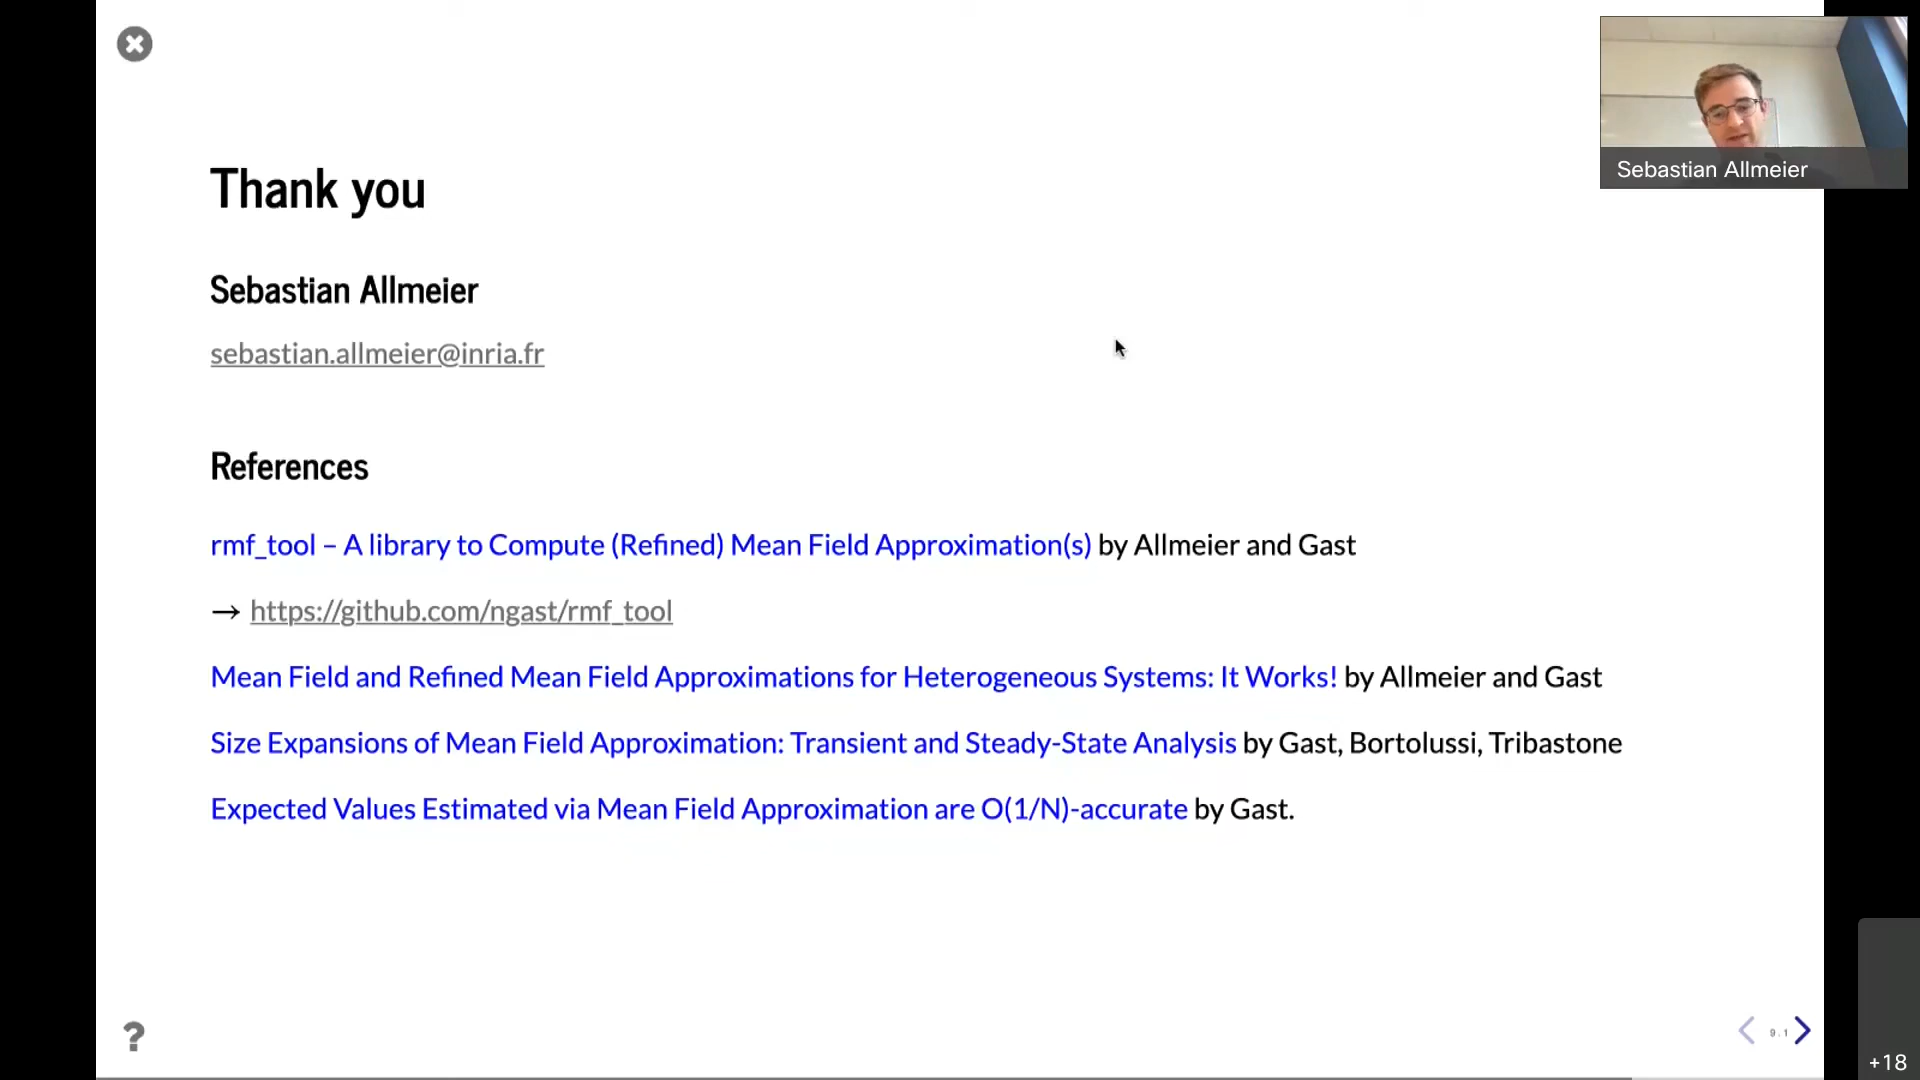 Sebastian Allmeier
Thank you
Sebastian Allmeier
sebastian.allmeier@inria.fr
References
rmf_tool – A library to Compute (Refined) Mean Field Approximation(s) by Allmeier and Gast
→ https://github.com/ngast/rmf_tool
Mean Field and Refined Mean Field Approximations for Heterogeneous Systems: It Works! by Allmeier and Gast
Size Expansions of Mean Field Approximation: Transient and Steady-State Analysis by Gast, Bortolussi, Tribastone
Expected Values Estimated via Mean Field Approximation are O(1/N)-accurate by Gast.
?
9.1
+18